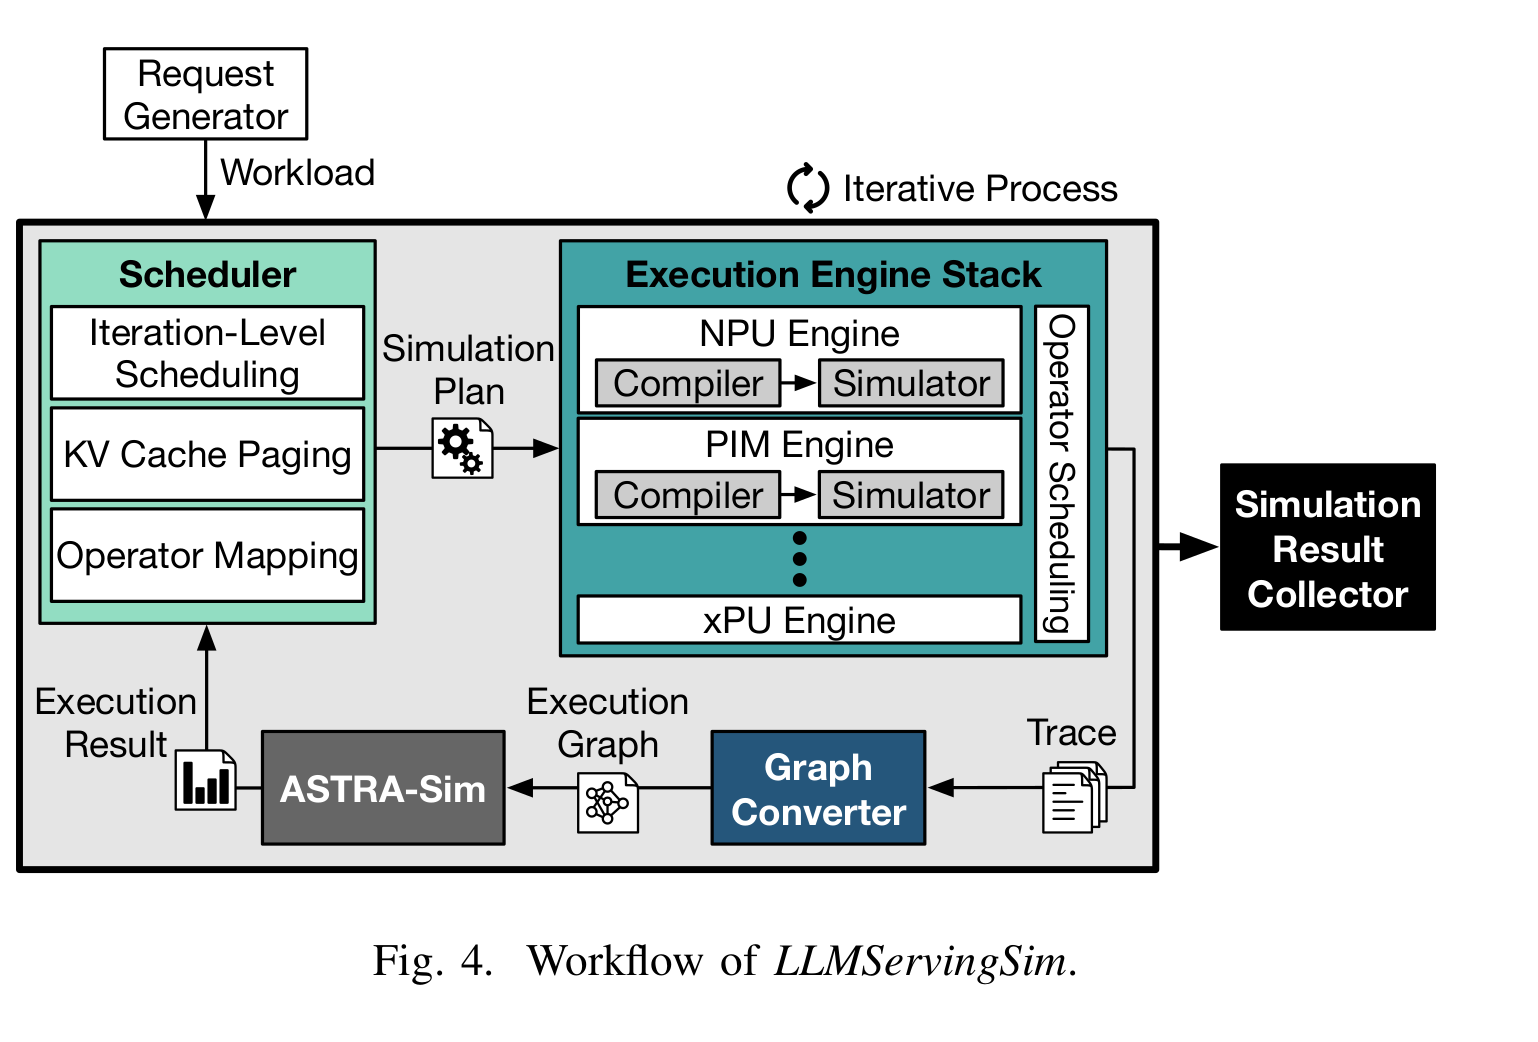 Request
Generator
Workload
Iterative Process
Scheduler
Iteration-Level
Scheduling
KV Cache Paging
Operator Mapping
Simulation
Plan
Execution Engine Stack
NPU Engine
Compiler
Simulator
PIM Engine
Compiler
Simulator
xPU Engine
Operator Scheduling
Simulation
Result
Collector
Trace
Graph
Converter
Execution
Graph
ASTRA-Sim
Execution
Result
Fig. 4. Workflow of LLMServingSim.